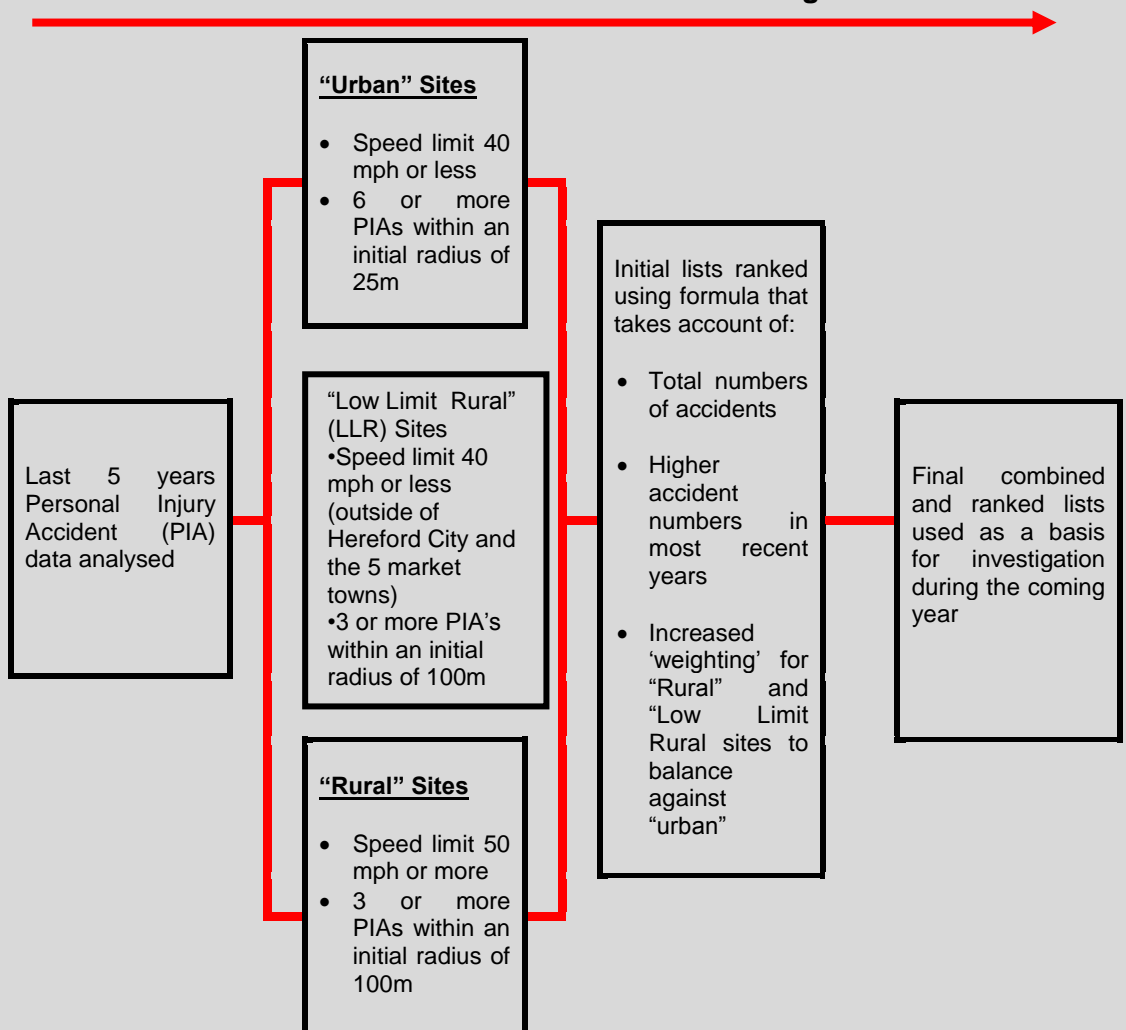 Last 5 years
Personal Injury
Accident (PIA)
data analysed
“Urban” Sites
• Speed limit 40
mph or less
• 6 or more
PIAs within an
initial radius of
25m
“Low Limit Rural”
(LLR) Sites
•Speed limit 40
mph or less
(outside of
Hereford City and
the 5 market
towns)
•3 or more PIA's
within an initial
radius of 100m
“Rural” Sites
• Speed limit 50
mph or more
• 3 or more
PIAs within an
initial radius of
100m
Initial lists ranked
using formula that
takes account of:
• Total numbers
of accidents
• Higher
accident
numbers in
most recent
years
• Increased
‘weighting’ for
“Rural” and
“Low Limit
Rural sites to
balance
against
“urban”
Final combined
and ranked lists
used as a basis
for investigation
during the coming
year